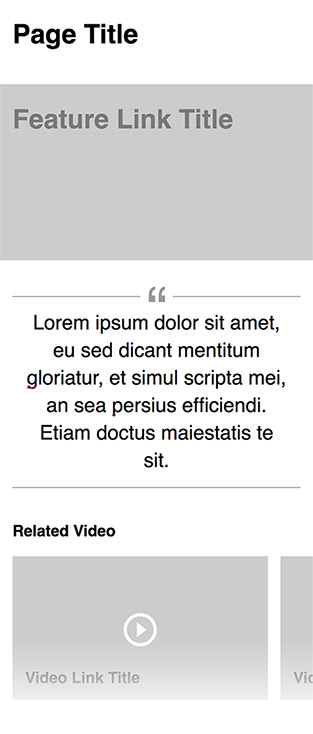 Page Title
Feature Link Title
“
Lorem ipsum dolor sit amet,
eu sed dicant mentitum
gloriatur, et simul scripta mei,
an sea persius efficiendi.
Etiam doctus maiestatis te
sit.
Related Video
Video Link Title